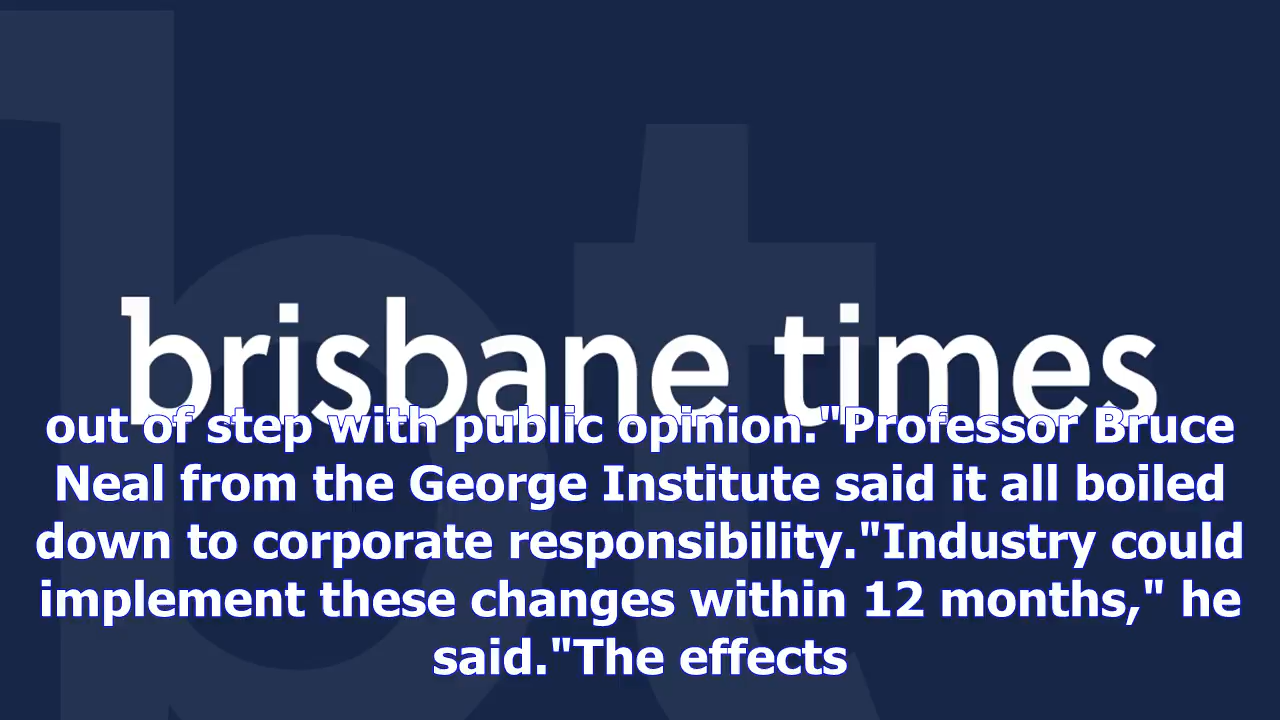 brisbane times
out of step with public opinion."Professor Bruce
Neal from the George Institute said it all boiled
down to corporate responsibility."Industry could
implement these changes within 12 months," he
said."The effects